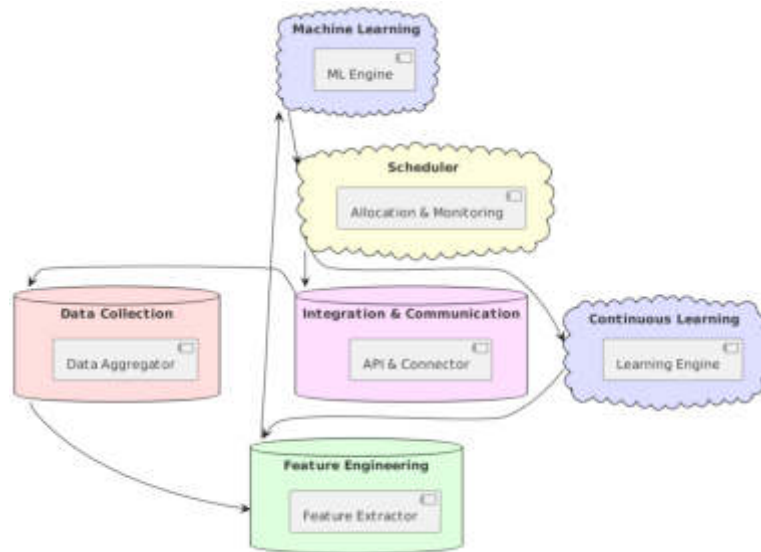 Machine Learning
ML Engine
Scheduler
Allocation & Monitoring
Data Collection
Data Aggregator
Integration & Communication
API & Connector
Continuous Learning
Learning Engine
Feature Engineering
Feature Extractor